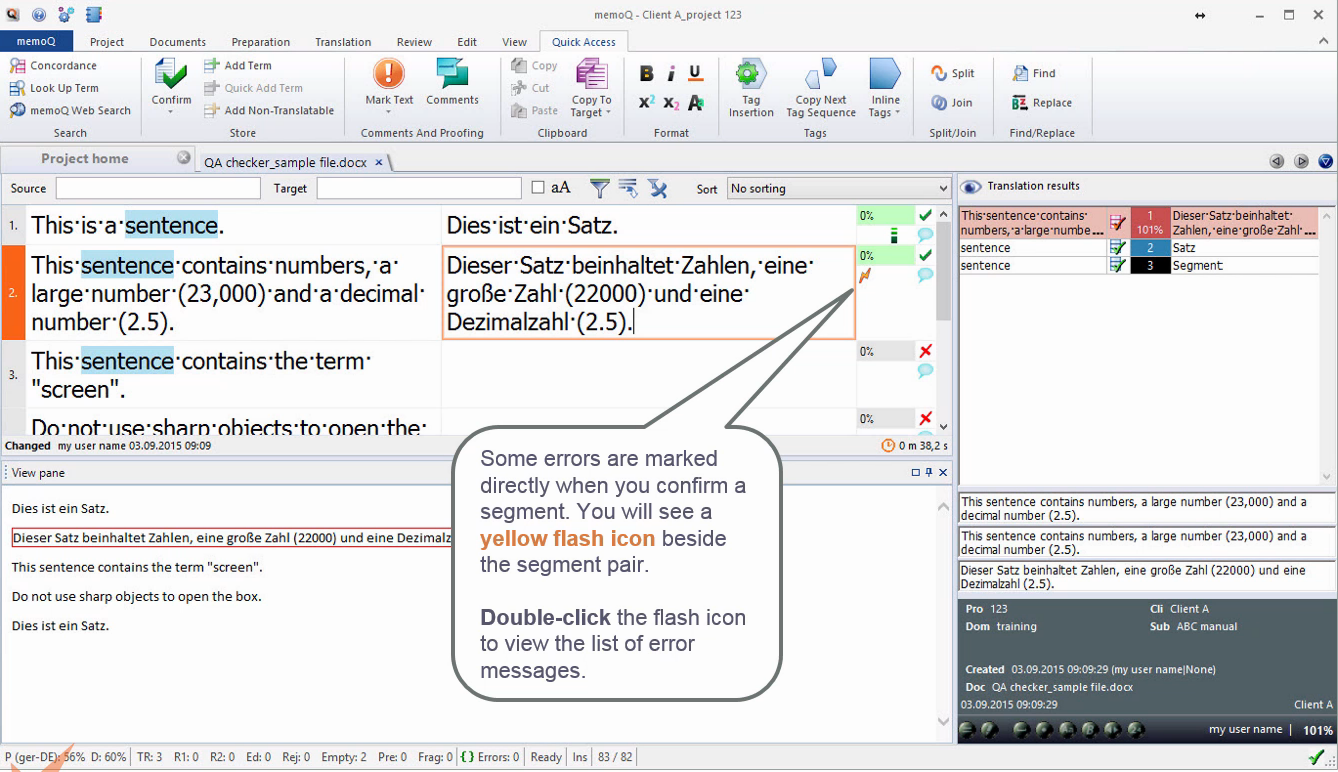 memoQ - Client A_project 123
memoQ Project Documents Preparation Translation Review Edit View Quick Access
Concordance
Look Up Term
memoQ Web Search
Search
Confirm
Add Term
Quick Add Term
Add Non-Translatable
Store
Mark Text
Comments
Comments And Proofing
Copy
Cut
Paste
Copy To
Target
Clipboard
B i U
X² X₂ A
Format
Tag
Insertion
Copy Next
Tag Sequence
Inline
Tags
Tags
Split
Join
Split/Join
Find
Replace
Find/Replace
Project home
QA checker_sample file.docx
Source
Target
aA
Sort
No sorting
1.
This·is·a·sentence.
Dies·ist·ein·Satz.
0%
2.
This·sentence·contains·numbers,·a·
large·number·(23,000)·and·a·decimal·
number·(2.5).
Dieser·Satz·beinhaltet·Zahlen,·eine·
große·Zahl·(22000)·und·eine·
Dezimalzahl·(2.5).
0%
3.
This·sentence·contains·the·term·
"screen".
0%
Do·not·use·sharp·objects·to·open·the·
0%
Changed my user name 03.09.2015 09:09
0 m 38,2 s
View pane
Dies ist ein Satz.
Dieser Satz beinhaltet Zahlen, eine große Zahl (22000) und eine Dezimalz
This sentence contains the term "screen".
Do not use sharp objects to open the box.
Dies ist ein Satz.
Some errors are marked
directly when you confirm a
segment. You will see a
yellow flash icon beside
the segment pair.
Double-click the flash icon
to view the list of error
messages.
Translation results
This·sentence·contains·
numbers,·a·large·numbe...
1
101%
Dieser·Satz·beinhaltet·
Zahlen,·eine·große·Zahl·...
sentence 2 Satz
sentence 3 Segment
This sentence contains numbers, a large number (23,000) and a
decimal number (2.5).
This sentence contains numbers, a large number (23,000) and a
decimal number (2.5).
Dieser Satz beinhaltet Zahlen, eine große Zahl (22000) und eine
Dezimalzahl (2.5).
Pro 123 Cli Client A
Dom training Sub ABC manual
Created 03.09.2015 09:09:29 (my user name|None)
Doc QA checker_sample file.docx
03.09.2015 09:09:29 Client A
my user name | 101%
P (ger-DE): 56% D: 60% TR: 3 R1: 0 R2: 0 Ed: 0 Rej: 0 Empty: 2 Pre: 0 Frag: 0 {} Errors: 0 Ready Ins 83 / 82